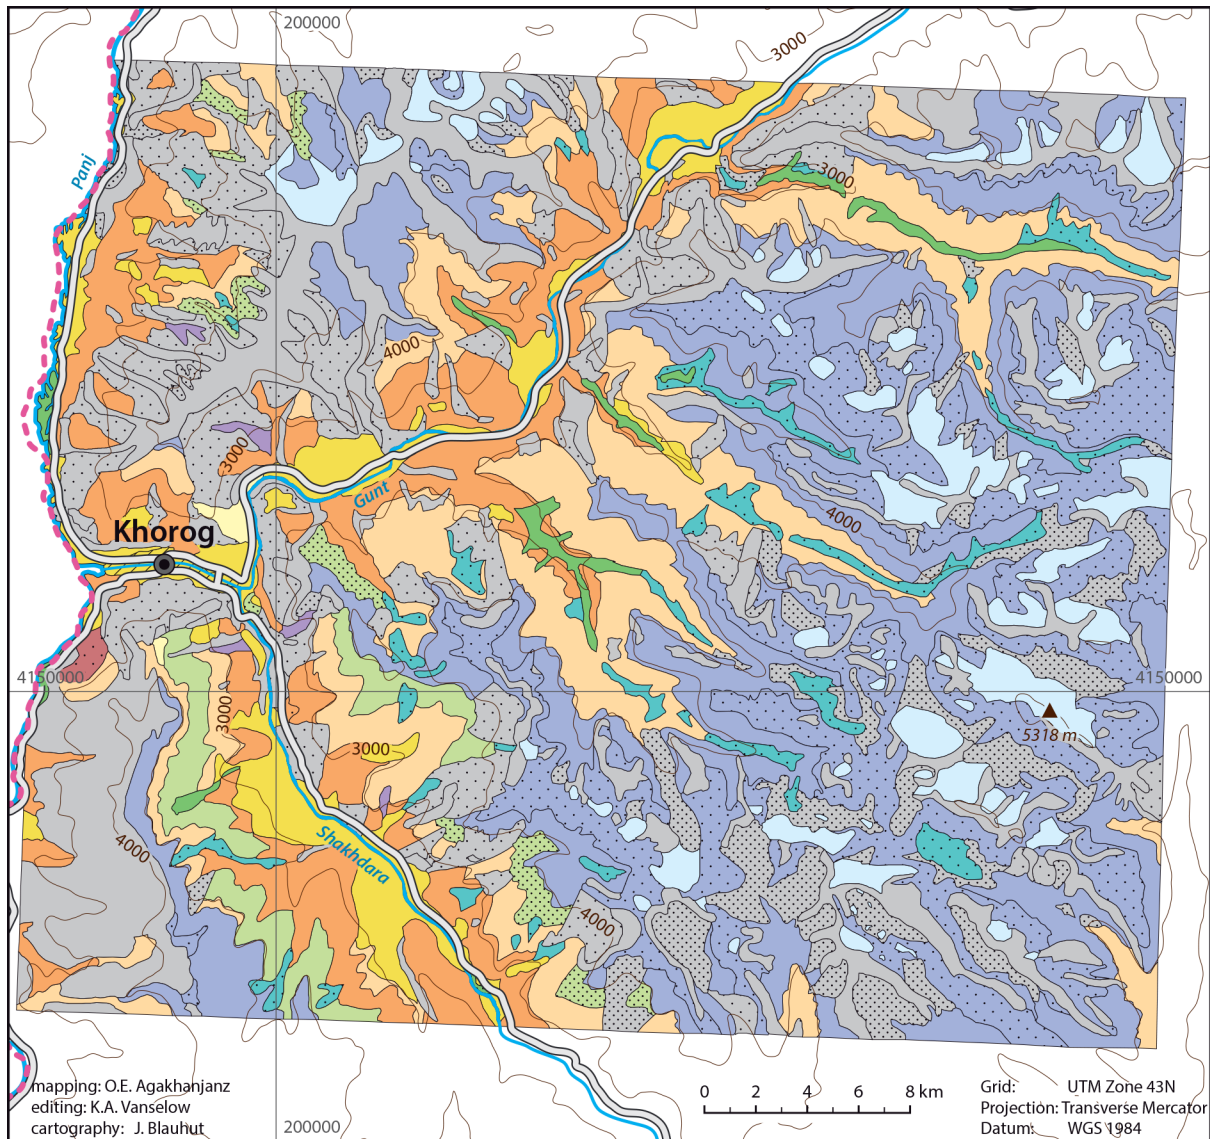 200000
3000
Panj
3000
4000
3000
Gunt
4000
Khorog
4150000
4150000
3000
5318 m
3000
4000
Shakhdara
4000
mapping: O.E. Agakhanjanz
editing: K.A. Vanselow
cartography: J. Blauhut
200000
0 2 4 6 8 km
Grid: UTM Zone 43N
Projection: Transverse Mercator
Datum: WGS 1984